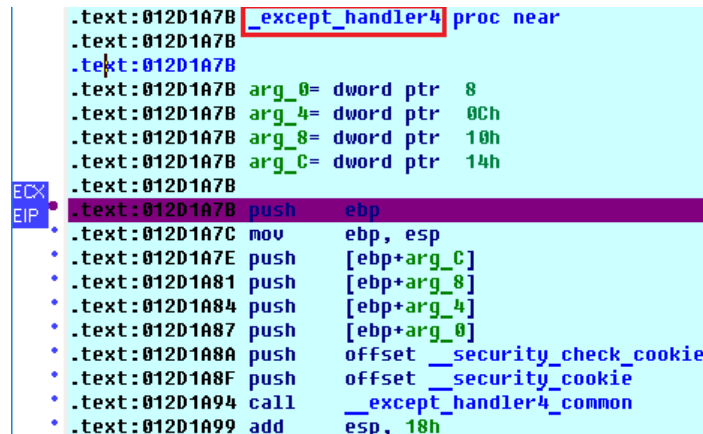 .text:012D1A7B _except_handler4 proc near
.text:012D1A7B
.text:012D1A7B
.text:012D1A7B arg_0= dword ptr  8
.text:012D1A7B arg_4= dword ptr  0Ch
.text:012D1A7B arg_8= dword ptr  10h
.text:012D1A7B arg_C= dword ptr  14h
.text:012D1A7B
ECX
EIP .text:012D1A7B push    ebp
.text:012D1A7C mov     ebp, esp
.text:012D1A7E push    [ebp+arg_C]
.text:012D1A81 push    [ebp+arg_8]
.text:012D1A84 push    [ebp+arg_4]
.text:012D1A87 push    [ebp+arg_0]
.text:012D1A8A push    offset __security_check_cookie
.text:012D1A8F push    offset __security_cookie
.text:012D1A94 call    __except_handler4_common
.text:012D1A99 add     esp, 18h